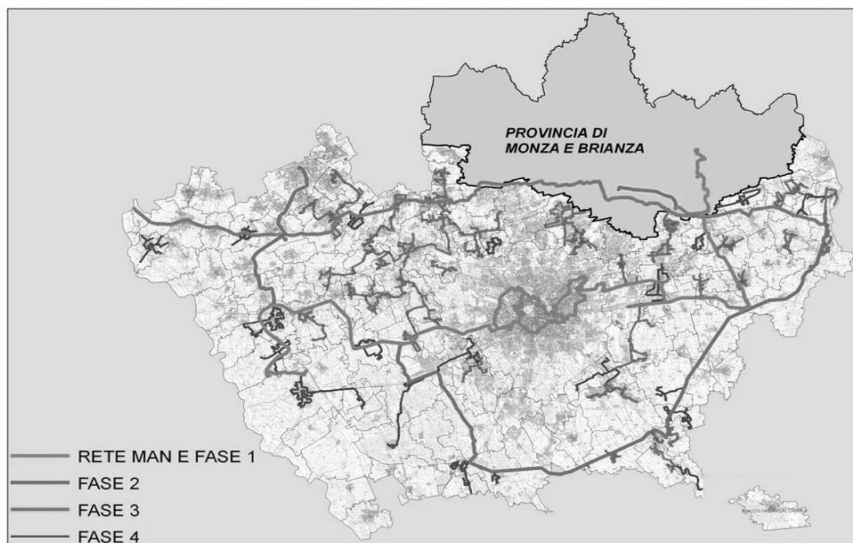 PROVINCIA DI
MONZA E BRIANZA
RETE MAN E FASE 1
FASE 2
FASE 3
FASE 4